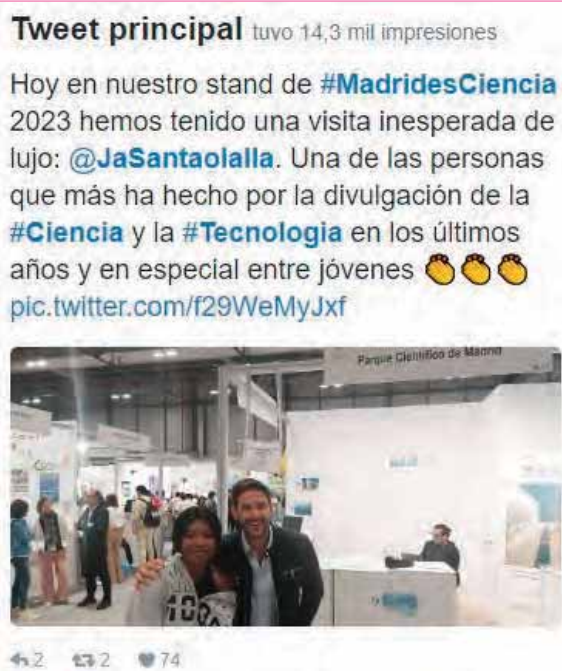 Tweet principal tuvo 14,3 mil impresiones
Hoy en nuestro stand de #MadridesCiencia
2023 hemos tenido una visita inesperada de
lujo: @JaSantaolalla. Una de las personas
que más ha hecho por la divulgación de la
#Ciencia y la #Tecnologia en los últimos
años y en especial entre jóvenes 👏👏👏
pic.twitter.com/f29WeMyJxf
Parque Científico de Madrid
100
2 2 74